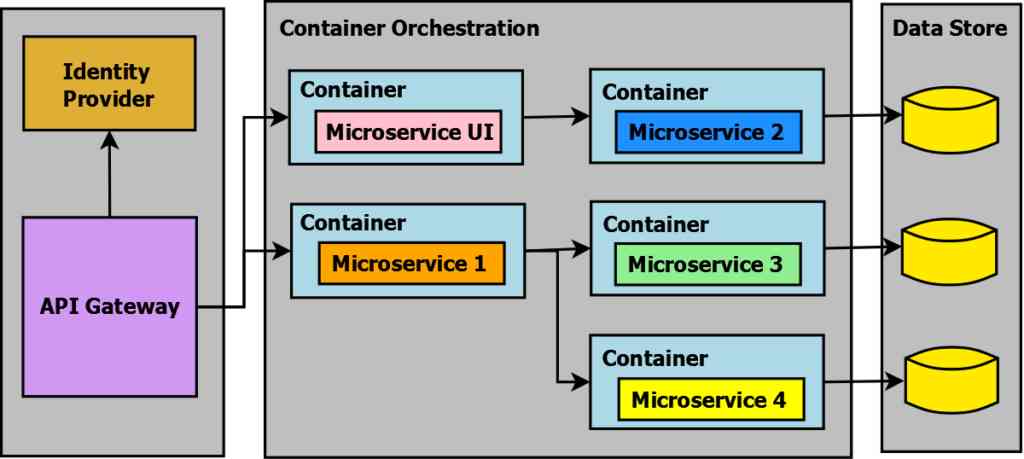 Identity
Provider
API Gateway
Container Orchestration
Container
Microservice UI
Container
Microservice 2
Container
Microservice 1
Container
Microservice 3
Container
Microservice 4
Data Store